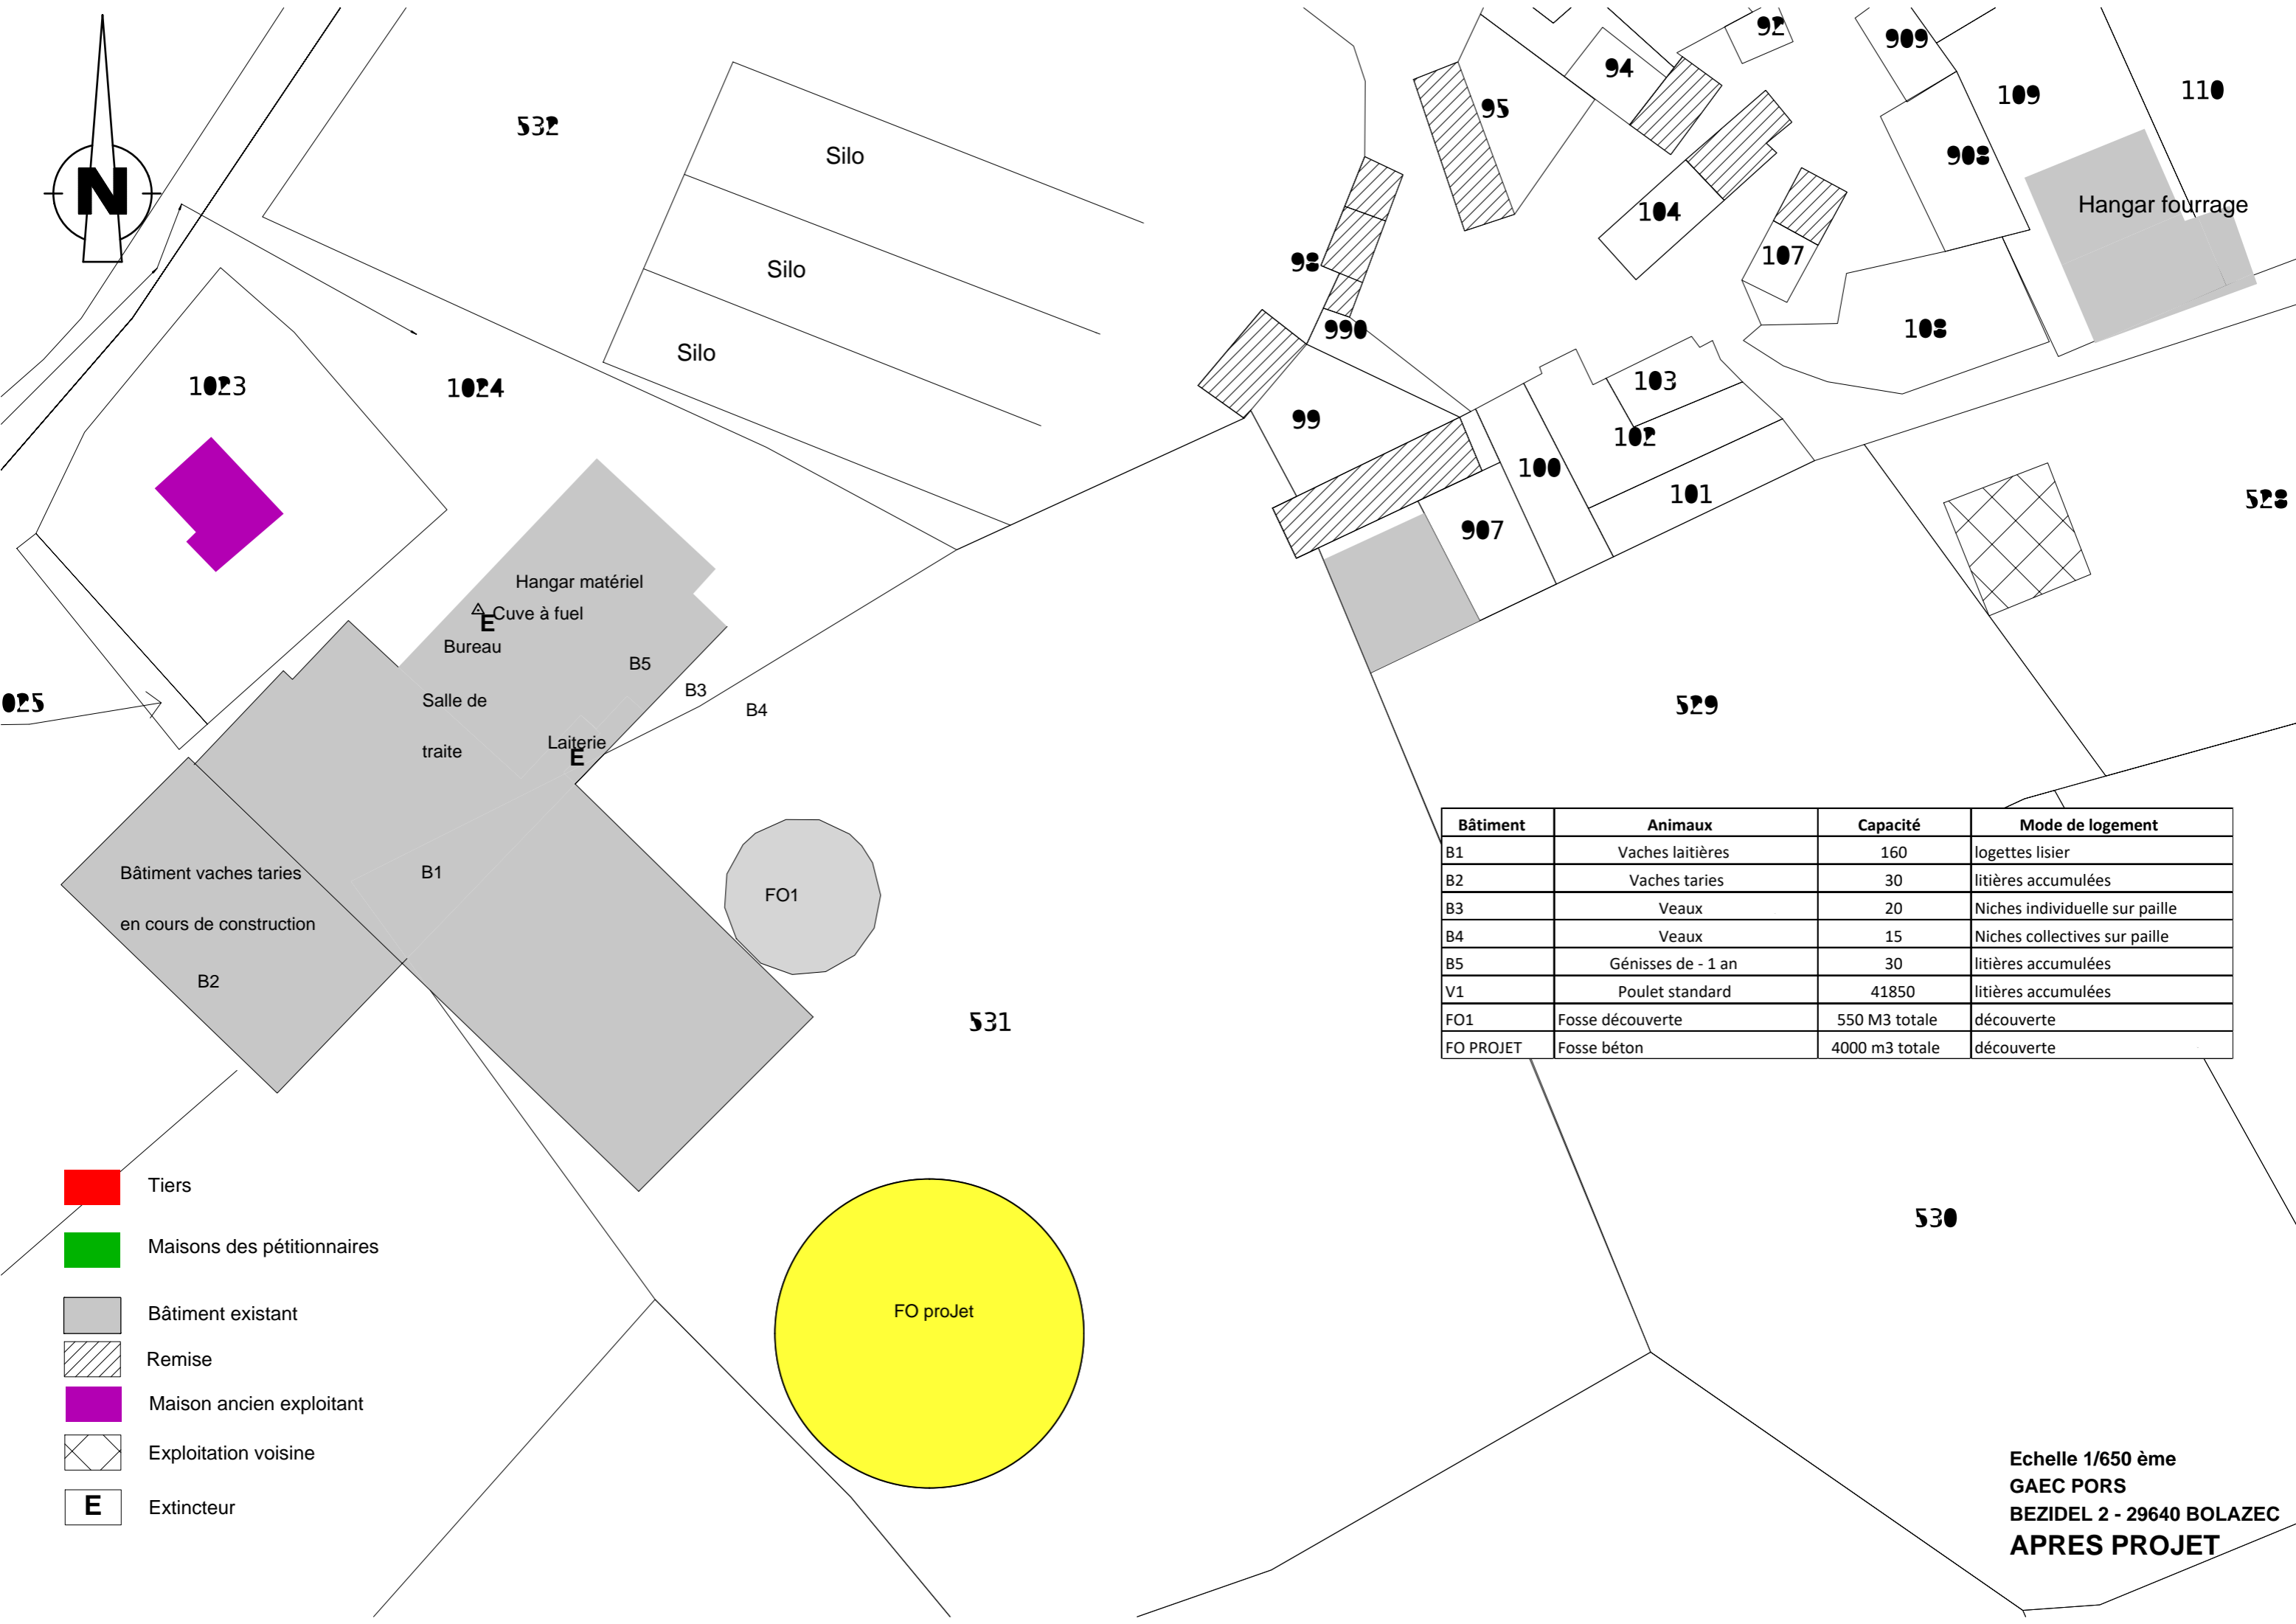 N
532
Silo
Silo
Silo
1023
1024
95
94
92
909
109
110
908
Hangar fourrage
104
107
98
990
108
99
103
102
100
101
907
528
529
Hangar matériel
Cuve à fuel
E
Bureau
B5
B3
B4
Salle de
traite
Laiterie
E
025
Bâtiment vaches taries
en cours de construction
B2
B1
FO1
531
Bâtiment Animaux Capacité Mode de logement
B1 Vaches laitières 160 logettes lisier
B2 Vaches taries 30 litières accumulées
B3 Veaux 20 Niches individuelle sur paille
B4 Veaux 15 Niches collectives sur paille
B5 Génisses de - 1 an 30 litières accumulées
V1 Poulet standard 41850 litières accumulées
FO1 Fosse découverte 550 M3 totale découverte
FO PROJET Fosse béton 4000 m3 totale découverte
530
FO proJet
Tiers
Maisons des pétitionnaires
Bâtiment existant
Remise
Maison ancien exploitant
Exploitation voisine
E Extincteur
Echelle 1/650 ème
GAEC PORS
BEZIDEL 2 - 29640 BOLAZEC
APRES PROJET